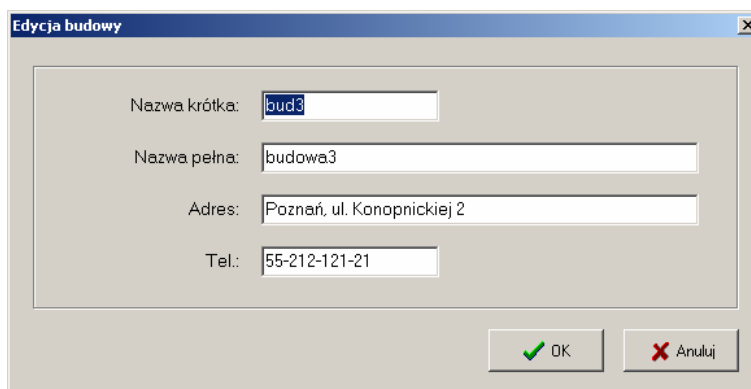 Edycja budowy
Nazwa krótka: bud3
Nazwa pełna: budowa3
Adres: Poznań, ul. Konopnickiej 2
Tel.: 55-212-121-21
OK Anuluj